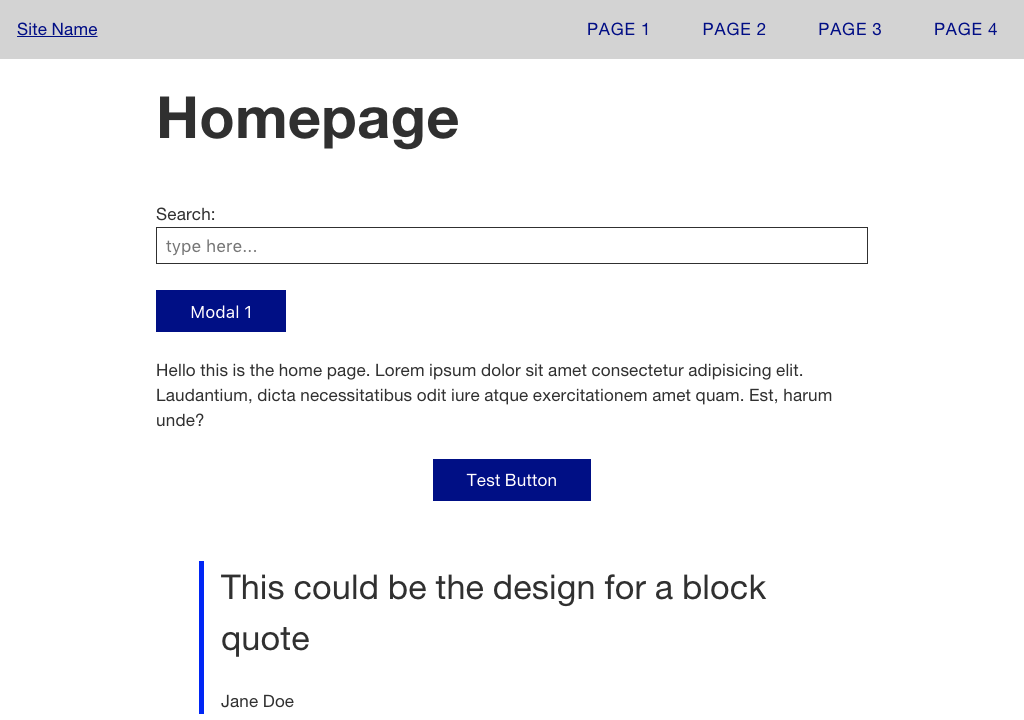 Site Name PAGE 1 PAGE 2 PAGE 3 PAGE 4
Homepage
Search:
type here...
Modal 1
Hello this is the home page. Lorem ipsum dolor sit amet consectetur adipisicing elit.
Laudantium, dicta necessitatibus odit iure atque exercitationem amet quam. Est, harum
unde?
Test Button
This could be the design for a block
quote
Jane Doe